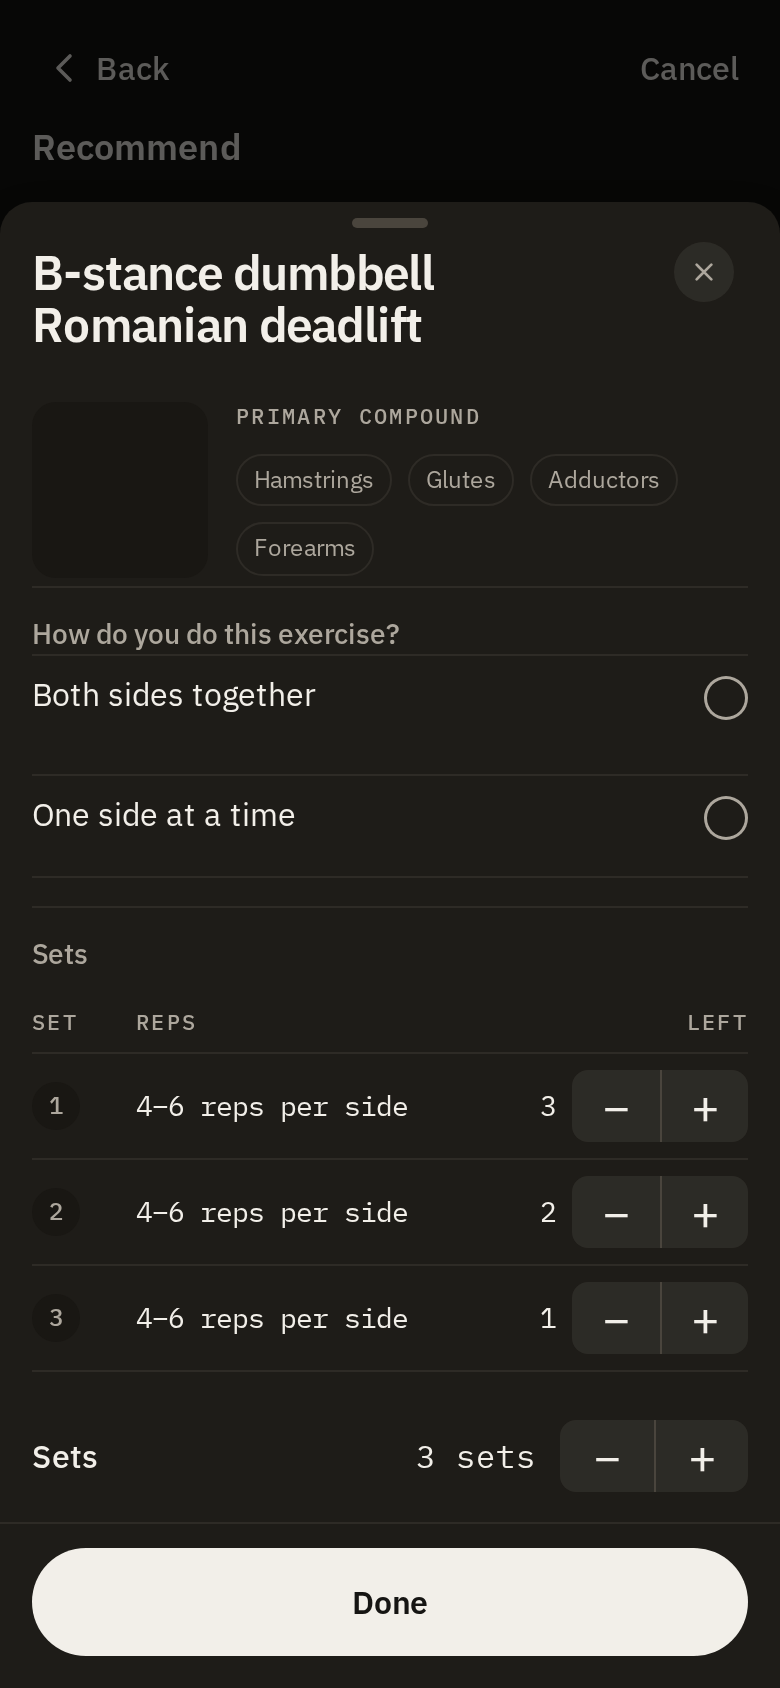 Back
Cancel
Recommend
B-stance dumbbell
Romanian deadlift
PRIMARY COMPOUND
Hamstrings
Glutes
Adductors
Forearms
How do you do this exercise?
Both sides together
One side at a time
Sets
SET REPS LEFT
1 4–6 reps per side 3 − +
2 4–6 reps per side 2 − +
3 4–6 reps per side 1 − +
Sets 3 sets − +
Done